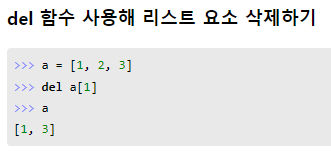 del 함수 사용해 리스트 요소 삭제하기
>>> a = [1, 2, 3]
>>> del a[1]
>>> a
[1, 3]